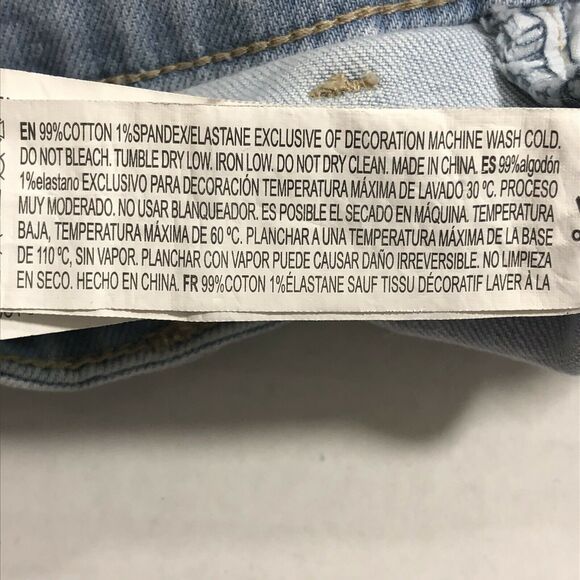 EN 99%COTTON 1%SPANDEX/ELASTANE EXCLUSIVE OF DECORATION MACHINE WASH COLD.
DO NOT BLEACH. TUMBLE DRY LOW. IRON LOW. DO NOT DRY CLEAN. MADE IN CHINA. ES 99%algodón
1%elastano EXCLUSIVO PARA DECORACIÓN TEMPERATURA MÁXIMA DE LAVADO 30 ºC. PROCESO
MUY MODERADO. NO USAR BLANQUEADOR. ES POSIBLE EL SECADO EN MÁQUINA. TEMPERATURA
BAJA, TEMPERATURA MÁXIMA DE 60 ºC. PLANCHAR A UNA TEMPERATURA MÁXIMA DE LA BASE
DE 110 ºC, SIN VAPOR. PLANCHAR CON VAPOR PUEDE CAUSAR DAÑO IRREVERSIBLE. NO LIMPIEZA
EN SECO. HECHO EN CHINA. FR 99%COTON 1%ÉLASTANE SAUF TISSU DÉCORATIF LAVER À LA